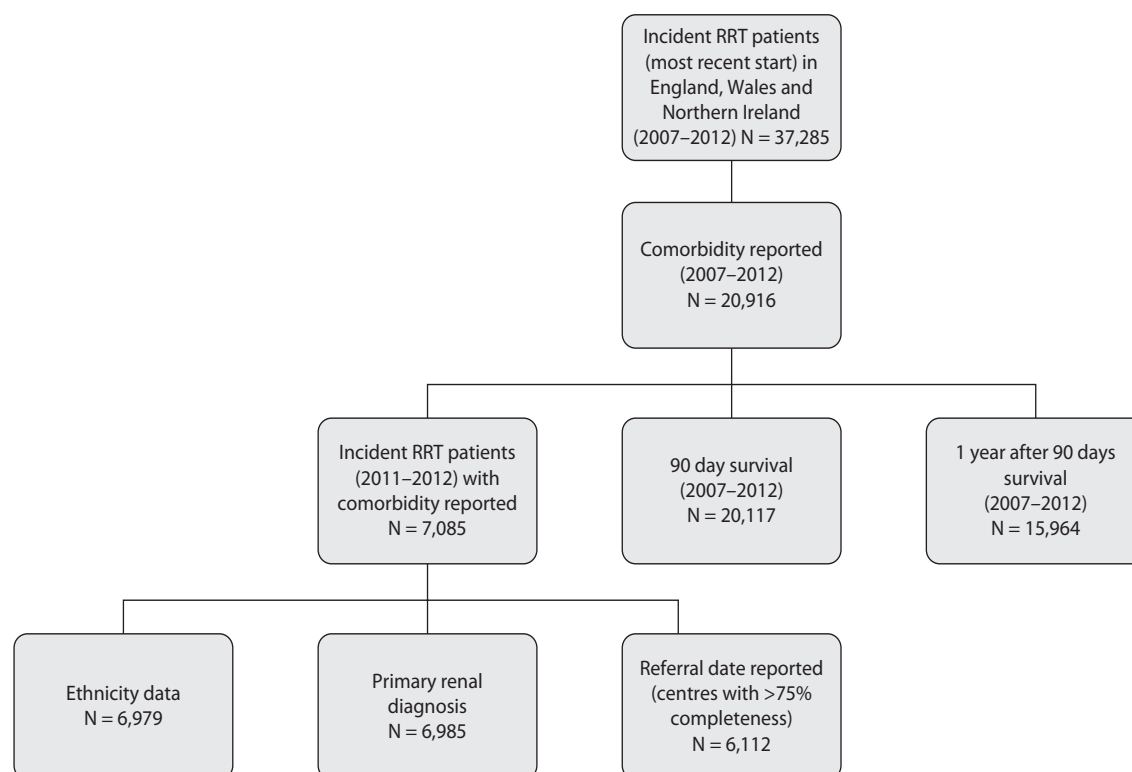 Incident RRT patients
(most recent start) in
England, Wales and
Northern Ireland
(2007–2012) N = 37,285
Comorbidity reported
(2007–2012)
N = 20,916
Incident RRT patients
(2011–2012) with
comorbidity reported
N = 7,085
90 day survival
(2007–2012)
N = 20,117
1 year after 90 days
survival
(2007–2012)
N = 15,964
Ethnicity data
N = 6,979
Primary renal
diagnosis
N = 6,985
Referral date reported
(centres with >75%
completeness)
N = 6,112